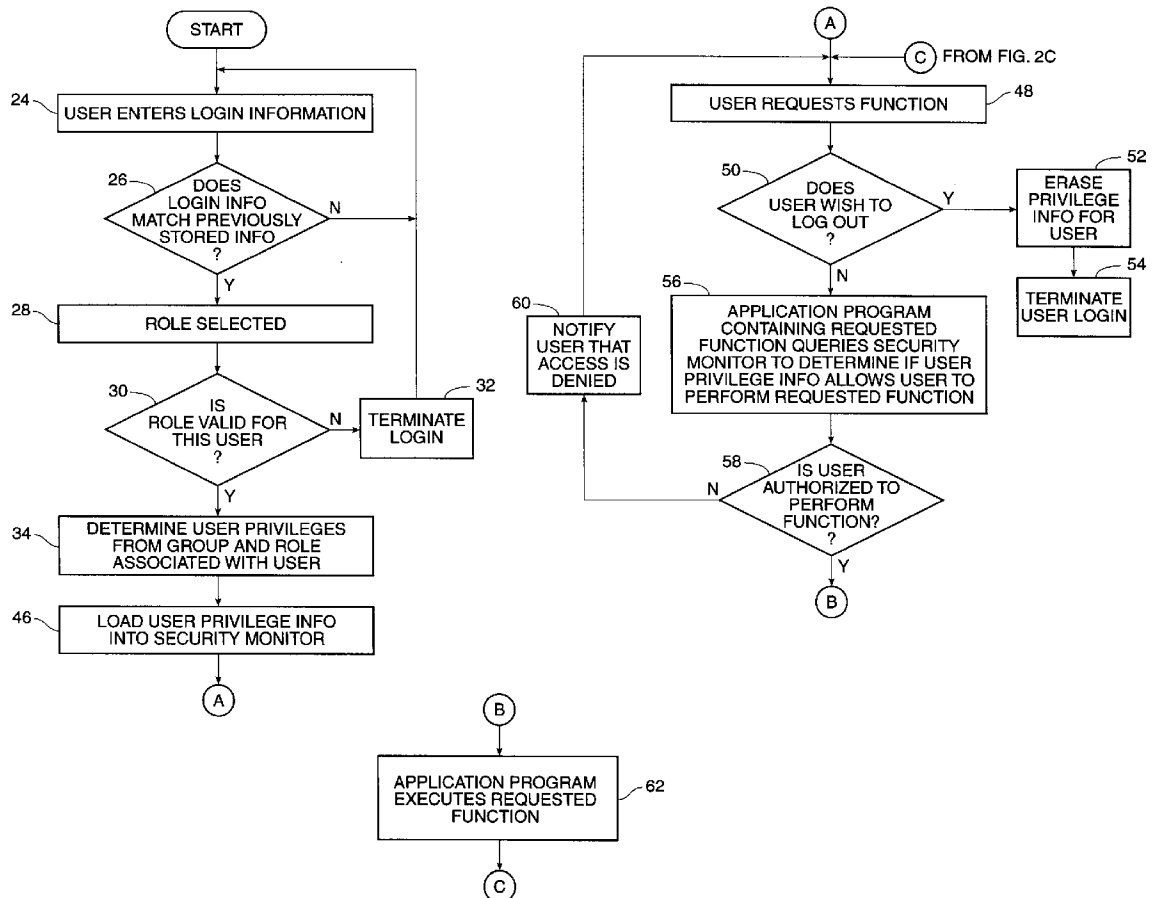 START
24
USER ENTERS LOGIN INFORMATION
26
DOES
LOGIN INFO
MATCH PREVIOUSLY
STORED INFO
?
N
Y
28
ROLE SELECTED
30
IS
ROLE VALID FOR
THIS USER
?
N
32
TERMINATE
LOGIN
Y
34
DETERMINE USER PRIVILEGES
FROM GROUP AND ROLE
ASSOCIATED WITH USER
46
LOAD USER PRIVILEGE INFO
INTO SECURITY MONITOR
A
A
C FROM FIG. 2C
USER REQUESTS FUNCTION
48
50
DOES
USER WISH TO
LOG OUT
?
Y
52
ERASE
PRIVILEGE
INFO FOR
USER
54
TERMINATE
USER LOGIN
N
56
APPLICATION PROGRAM
CONTAINING REQUESTED
FUNCTION QUERIES SECURITY
MONITOR TO DETERMINE IF USER
PRIVILEGE INFO ALLOWS USER TO
PERFORM REQUESTED FUNCTION
60
NOTIFY
USER THAT
ACCESS IS
DENIED
58
IS USER
AUTHORIZED TO
PERFORM
FUNCTION?
?
N
Y
B
B
APPLICATION PROGRAM
EXECUTES REQUESTED
FUNCTION
62
C